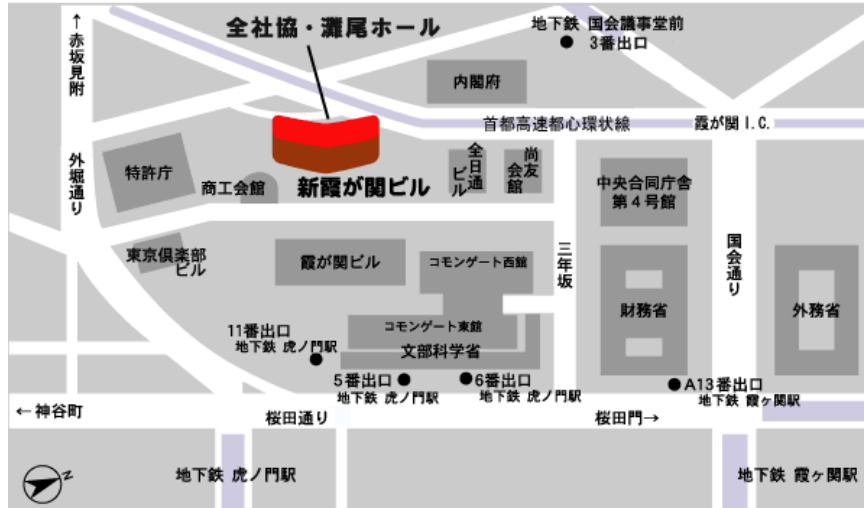 全社協・灘尾ホール
地下鉄 国会議事堂前
3番出口
↑
赤坂見附
内閣府
首都高速都心環状線
霞が関 I.C.
外堀通り
特許庁
商工会館
新霞が関ビル
全日通
ビル
尚友
会館
中央合同庁舎
第４号館
東京倶楽部
ビル
霞が関ビル
コモンゲート西館
三年坂
国会通り
財務省
外務省
コモンゲート東館
文部科学省
11番出口
地下鉄 虎ノ門駅
5番出口
地下鉄 虎ノ門駅
6番出口
地下鉄 虎ノ門駅
A13番出口
地下鉄 霞ヶ関駅
←神谷町
桜田通り
桜田門→
地下鉄 虎ノ門駅
地下鉄 霞ヶ関駅
N